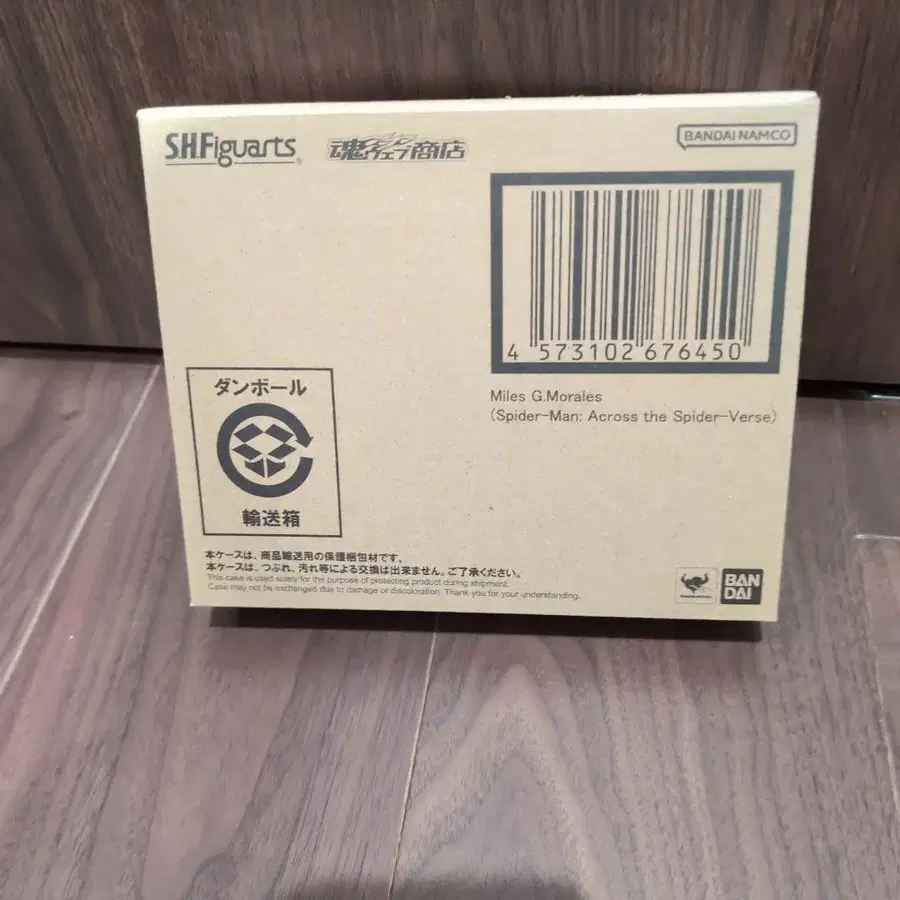 S.H.Figuarts
魂ウェブ商店
BANDAI NAMCO
4 573102 676450
Miles G.Morales
(Spider-Man: Across the Spider-Verse)
ダンボール
輸送箱
本ケースは、商品輸送用の保護梱包材です。
本ケースは、つぶれ、汚れ等による交換は出来ません。ご了承ください。
This case is used solely for the purpose of protecting product during shipment.
Case may not be exchanged due to damage or discoloration. Thank you for your understanding.
BAN
DAI